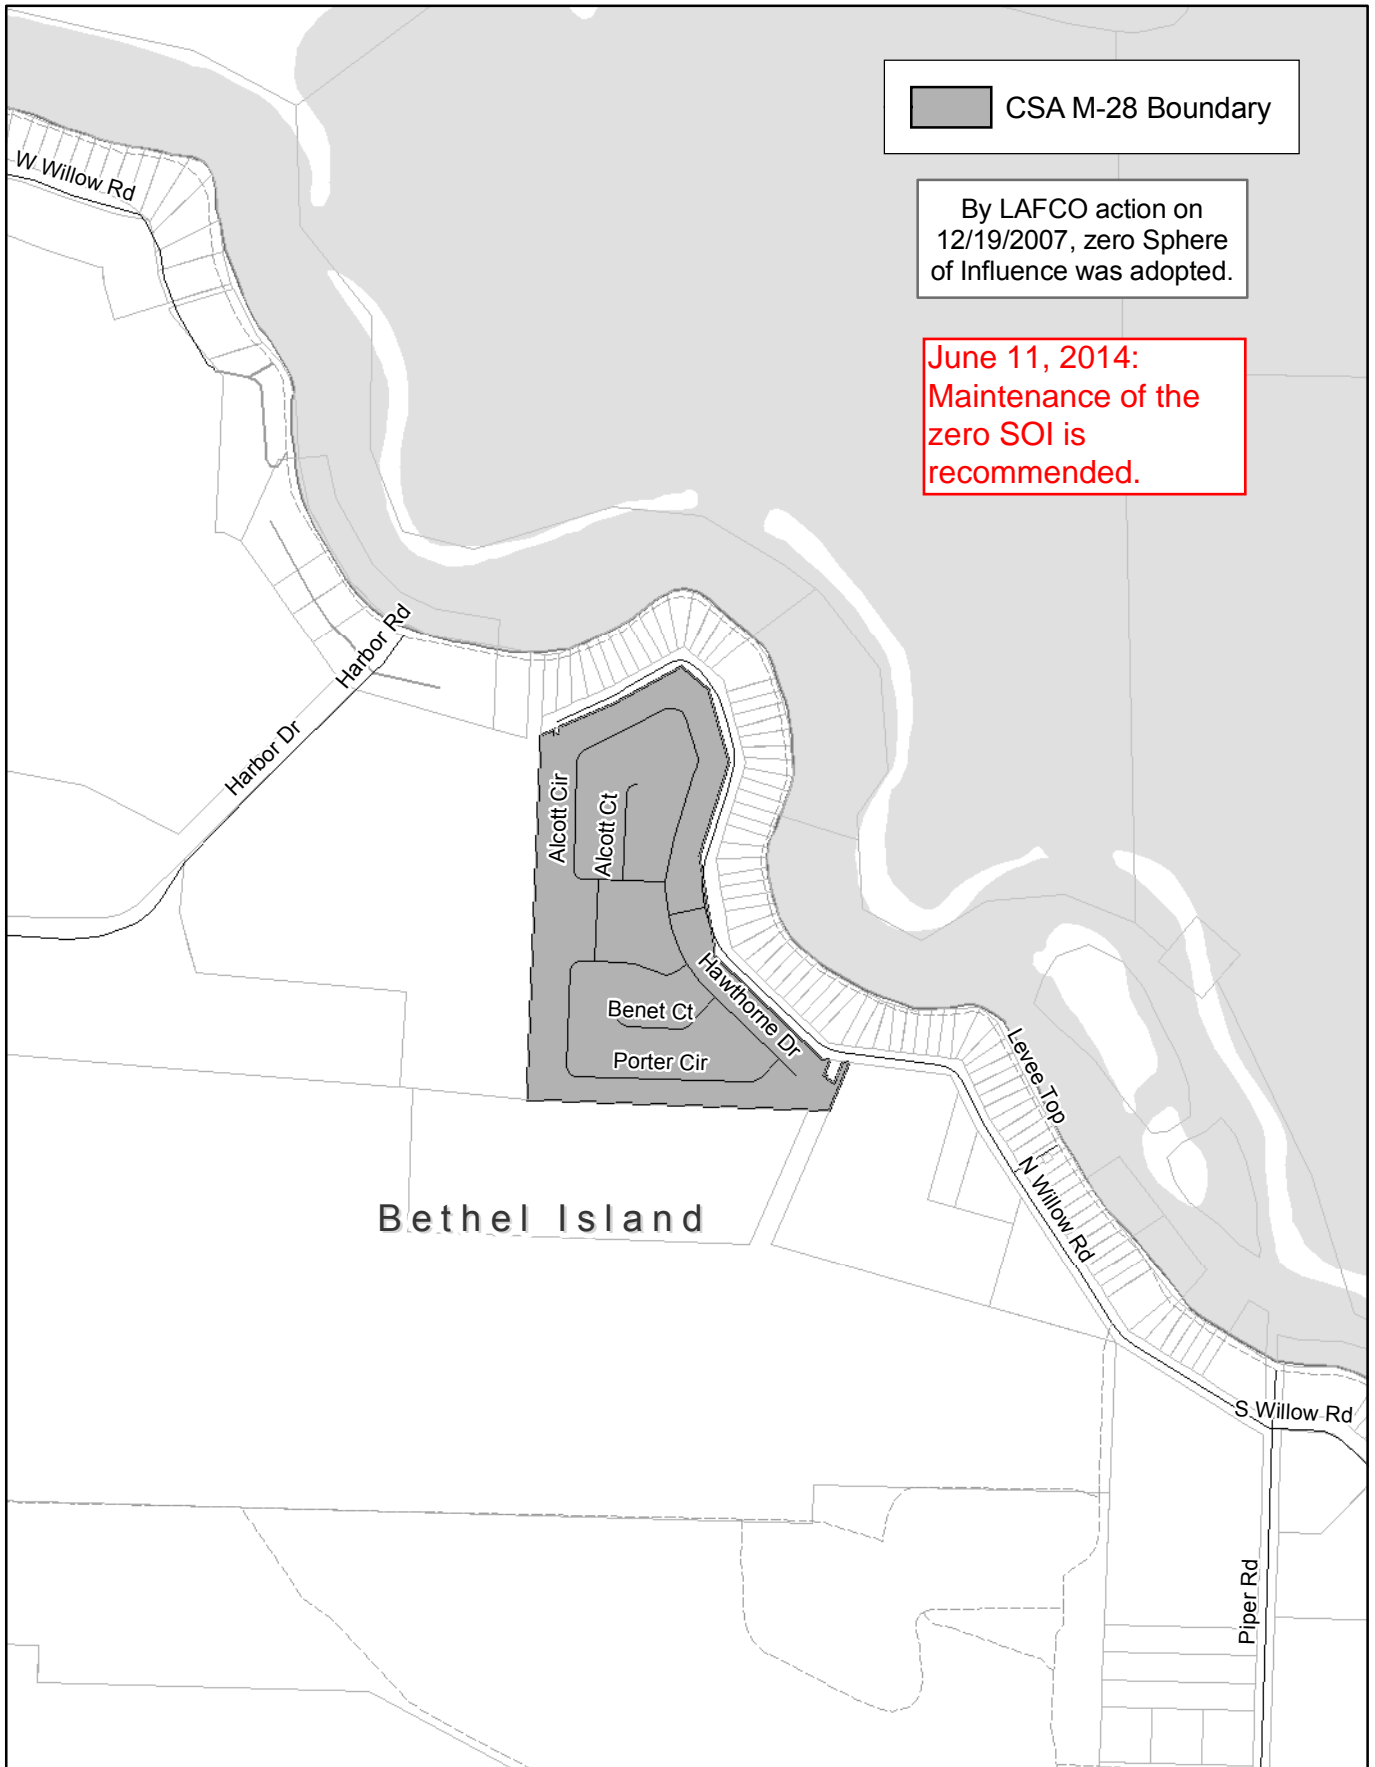 CSA M-28 Boundary
By LAFCO action on
12/19/2007, zero Sphere
of Influence was adopted.
June 11, 2014:
Maintenance of the
zero SOI is
recommended.
W Willow Rd
Harbor Rd
Harbor Dr
Alcott Cir
Alcott Ct
Hawthorne Dr
Benet Ct
Porter Cir
Levee Top
N Willow Rd
Bethel Island
S Willow Rd
Piper Rd